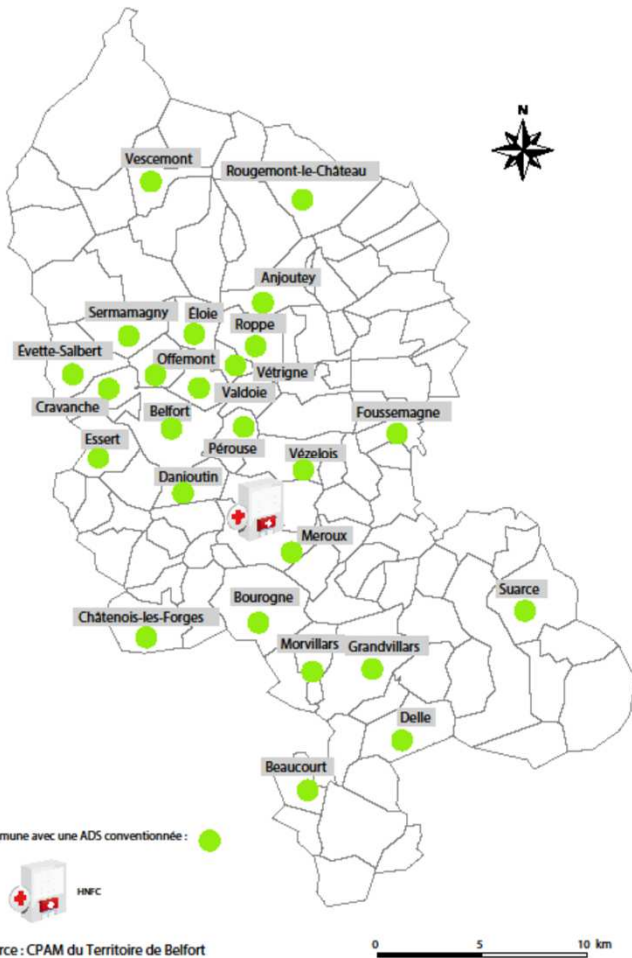 N
Vescemont
Rougemont-le-Château
Anjoutey
Sermamagny
Éloie
Roppe
Évette-Salbert
Offemont
Vétrigne
Cravanche
Valdoie
Belfort
Foussemagne
Essert
Pérouse
Vézelois
Danjoutin
Meroux
Suarce
Bourogne
Châtenois-les-Forges
Morvillars
Grandvillars
Delle
Beaucourt
mune avec une ADS conventionnée :
HNFC
rce : CPAM du Territoire de Belfort
0 5 10 km